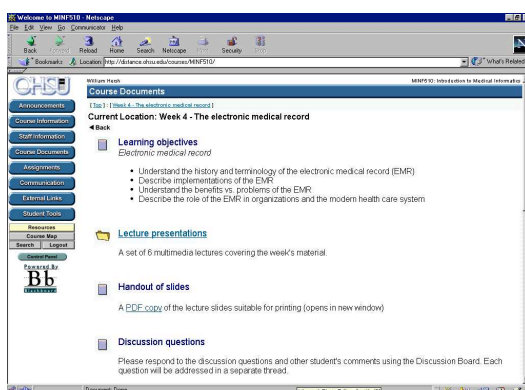 Welcome to MINF510 - Netscape
File Edit View Go Communicator Help
Back Forward Reload Home Search Netscape Print Security Stop
Bookmarks Location: http://distance.ohsu.edu/courses/MINF510/ What's Related
OHSU
William Hersh MINF510: Introduction to Medical Informatics
Course Documents
[ Top ] : [ Week 4 - The electronic medical record ]
Current Location: Week 4 - The electronic medical record
Back
Announcements
Course Information
Staff Information
Course Documents
Assignments
Communication
External Links
Student Tools
Resources
Course Map
Search Logout
Control Panel
Powered By
Bb
Blackboard
Learning objectives
Electronic medical record
• Understand the history and terminology of the electronic medical record (EMR)
• Describe implementations of the EMR
• Understand the benefits vs. problems of the EMR
• Describe the role of the EMR in organizations and the modern health care system
Lecture presentations
A set of 6 multimedia lectures covering the week's material.
Handout of slides
A PDF copy of the lecture slides suitable for printing (opens in new window)
Discussion questions
Please respond to the discussion questions and other student's comments using the Discussion Board. Each
question will be addressed in a separate thread.
Document: Done